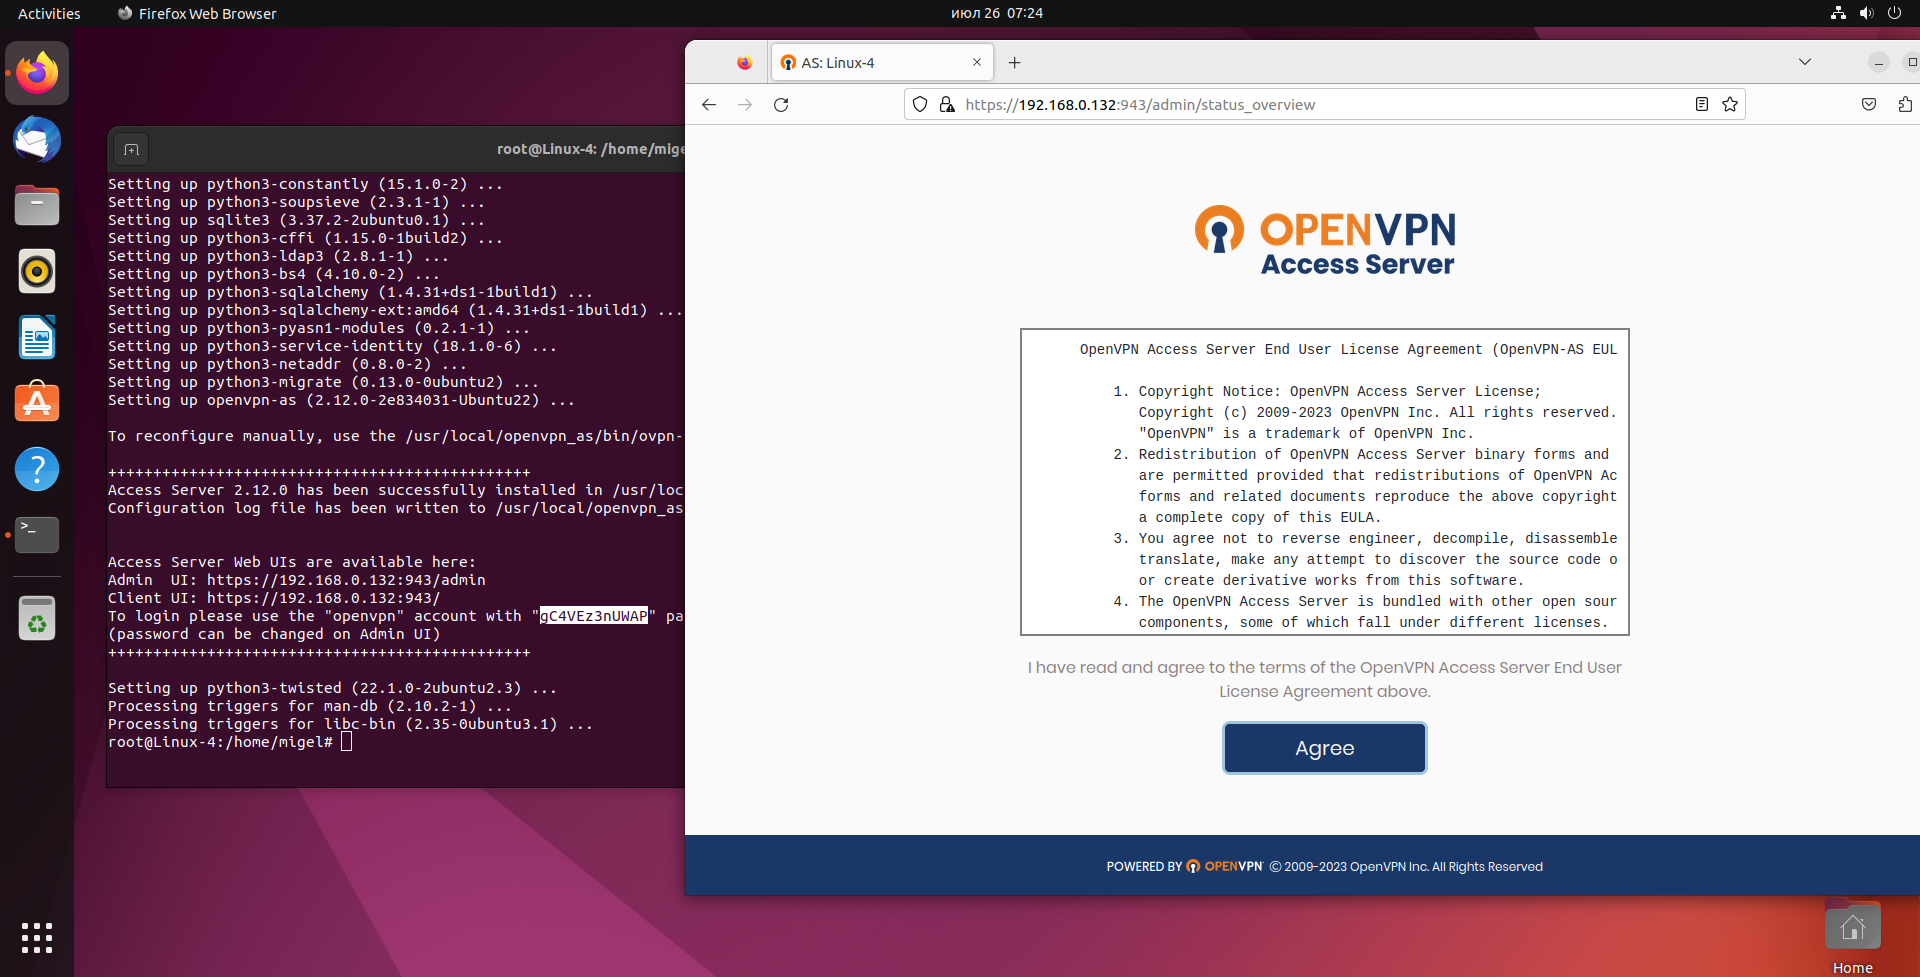 Activities
Firefox Web Browser
июл 26 07:24
root@Linux-4: /home/mige
Setting up python3-constantly (15.1.0-2) ...
Setting up python3-soupsieve (2.3.1-1) ...
Setting up sqlite3 (3.37.2-2ubuntu0.1) ...
Setting up python3-cffi (1.15.0-1build2) ...
Setting up python3-ldap3 (2.8.1-1) ...
Setting up python3-bs4 (4.10.0-2) ...
Setting up python3-sqlalchemy (1.4.31+ds1-1build1) ...
Setting up python3-sqlalchemy-ext:amd64 (1.4.31+ds1-1build1) ...
Setting up python3-pyasn1-modules (0.2.1-1) ...
Setting up python3-service-identity (18.1.0-6) ...
Setting up python3-netaddr (0.8.0-2) ...
Setting up python3-migrate (0.13.0-0ubuntu2) ...
Setting up openvpn-as (2.12.0-2e834031-Ubuntu22) ...
To reconfigure manually, use the /usr/local/openvpn_as/bin/ovpn-
+++++++++++++++++++++++++++++++++++++++++++++++
Access Server 2.12.0 has been successfully installed in /usr/loc
Configuration log file has been written to /usr/local/openvpn_as
Access Server Web UIs are available here:
Admin  UI: https://192.168.0.132:943/admin
Client UI: https://192.168.0.132:943/
To login please use the "openvpn" account with "gC4VEz3nUWAP" pa
(password can be changed on Admin UI)
+++++++++++++++++++++++++++++++++++++++++++++++
Setting up python3-twisted (22.1.0-2ubuntu2.3) ...
Processing triggers for man-db (2.10.2-1) ...
Processing triggers for libc-bin (2.35-0ubuntu3.1) ...
root@Linux-4:/home/migel#
AS: Linux-4
https://192.168.0.132:943/admin/status_overview
OPENVPN
Access Server
OpenVPN Access Server End User License Agreement (OpenVPN-AS EUL
1. Copyright Notice: OpenVPN Access Server License;
Copyright (c) 2009-2023 OpenVPN Inc. All rights reserved.
"OpenVPN" is a trademark of OpenVPN Inc.
2. Redistribution of OpenVPN Access Server binary forms and
are permitted provided that redistributions of OpenVPN Ac
forms and related documents reproduce the above copyright
a complete copy of this EULA.
3. You agree not to reverse engineer, decompile, disassemble
translate, make any attempt to discover the source code o
or create derivative works from this software.
4. The OpenVPN Access Server is bundled with other open sour
components, some of which fall under different licenses.
I have read and agree to the terms of the OpenVPN Access Server End User
License Agreement above.
Agree
POWERED BY OPENVPN © 2009-2023 OpenVPN Inc. All Rights Reserved
Home